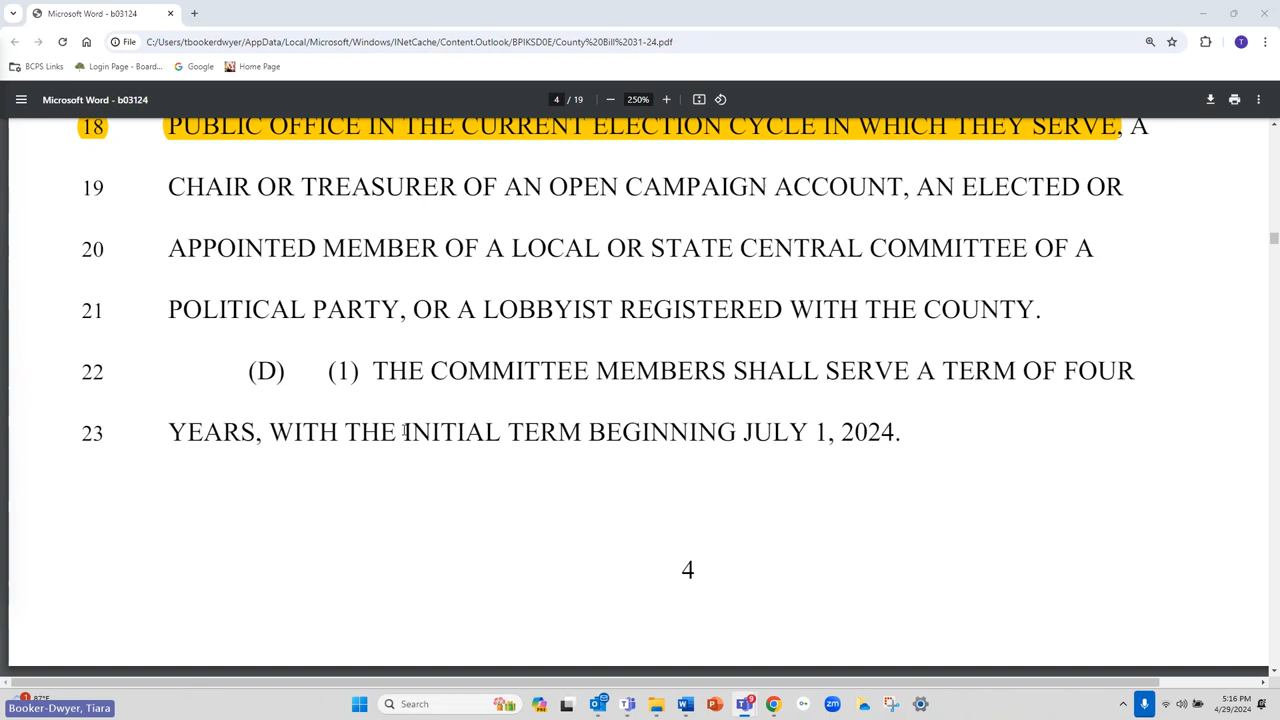 Microsoft Word - b03124
File C:/Users/tbookerdwyer/AppData/Local/Microsoft/Windows/INetCache/Content.Outlook/BPIKSD0E/County%20Bill%2031-24.pdf T
BCPS Links Login Page - Board... Google Home Page
Microsoft Word - b03124 4 / 19 250%
18 PUBLIC OFFICE IN THE CURRENT ELECTION CYCLE IN WHICH THEY SERVE, A
19 CHAIR OR TREASURER OF AN OPEN CAMPAIGN ACCOUNT, AN ELECTED OR
20 APPOINTED MEMBER OF A LOCAL OR STATE CENTRAL COMMITTEE OF A
21 POLITICAL PARTY, OR A LOBBYIST REGISTERED WITH THE COUNTY.
22 (D) (1) THE COMMITTEE MEMBERS SHALL SERVE A TERM OF FOUR
23 YEARS, WITH THE INITIAL TERM BEGINNING JULY 1, 2024.
4
1 87°F
Booker-Dwyer, Tiara
Search
9
zm
5:16 PM
4/29/2024